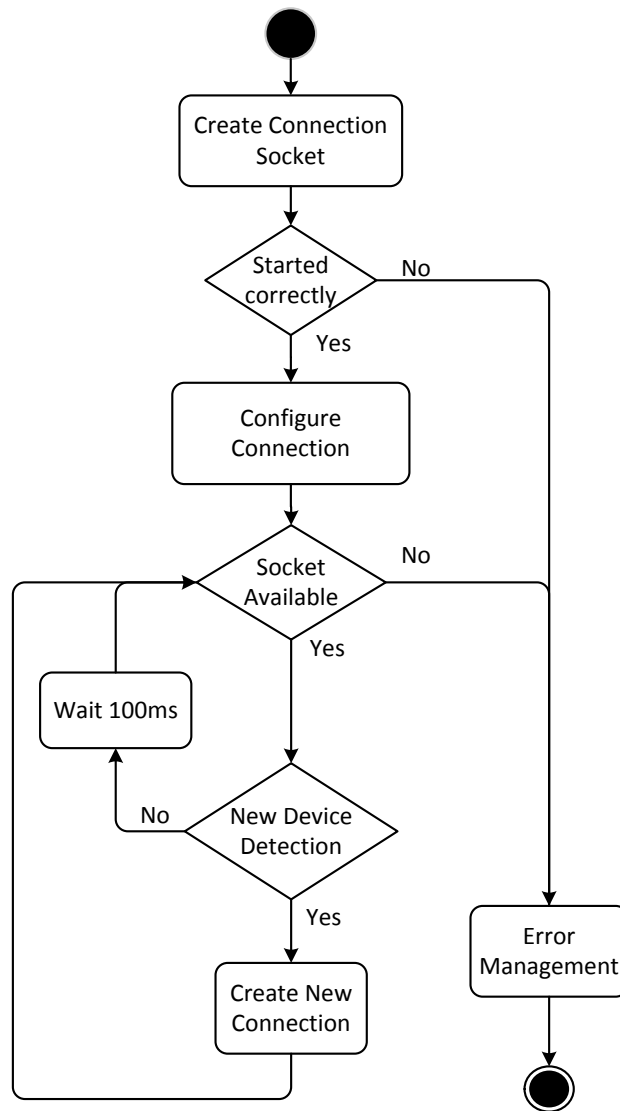 Create Connection
Socket
Started
correctly
No
Yes
Configure
Connection
Socket
Available
No
Yes
Wait 100ms
New Device
Detection
No
Yes
Create New
Connection
Error
Management